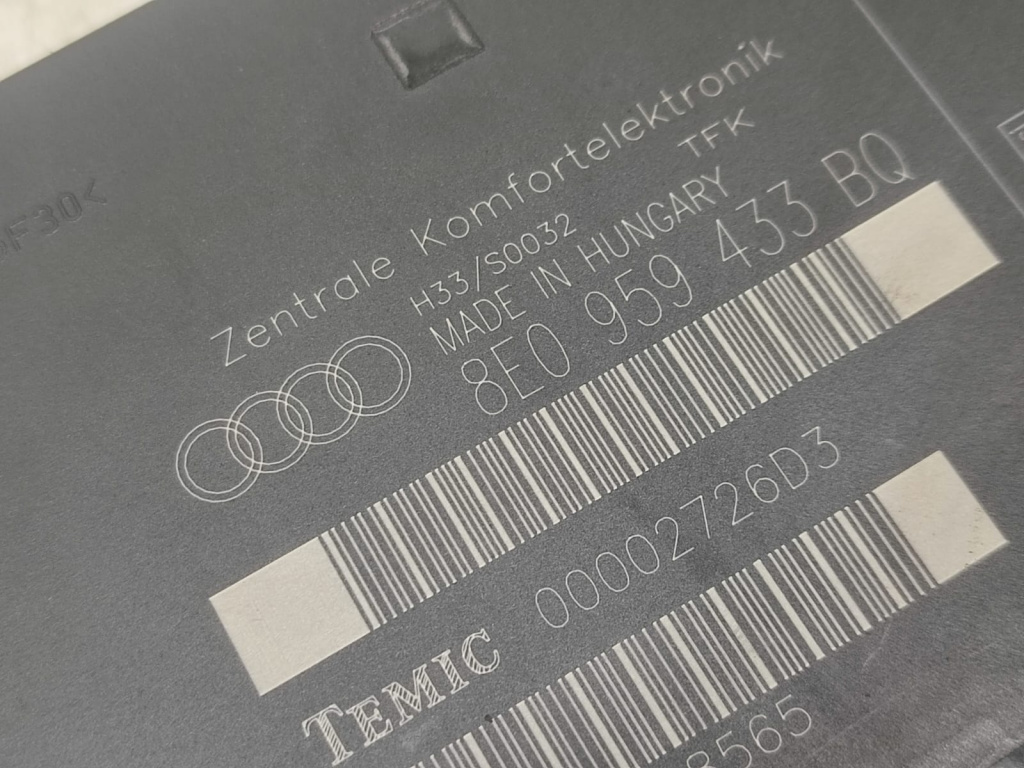 Zentrale Komfortelektronik
TFK
H33/S0032
MADE IN HUNGARY
8E0 959 433 BQ
00002726D3
TEMIC